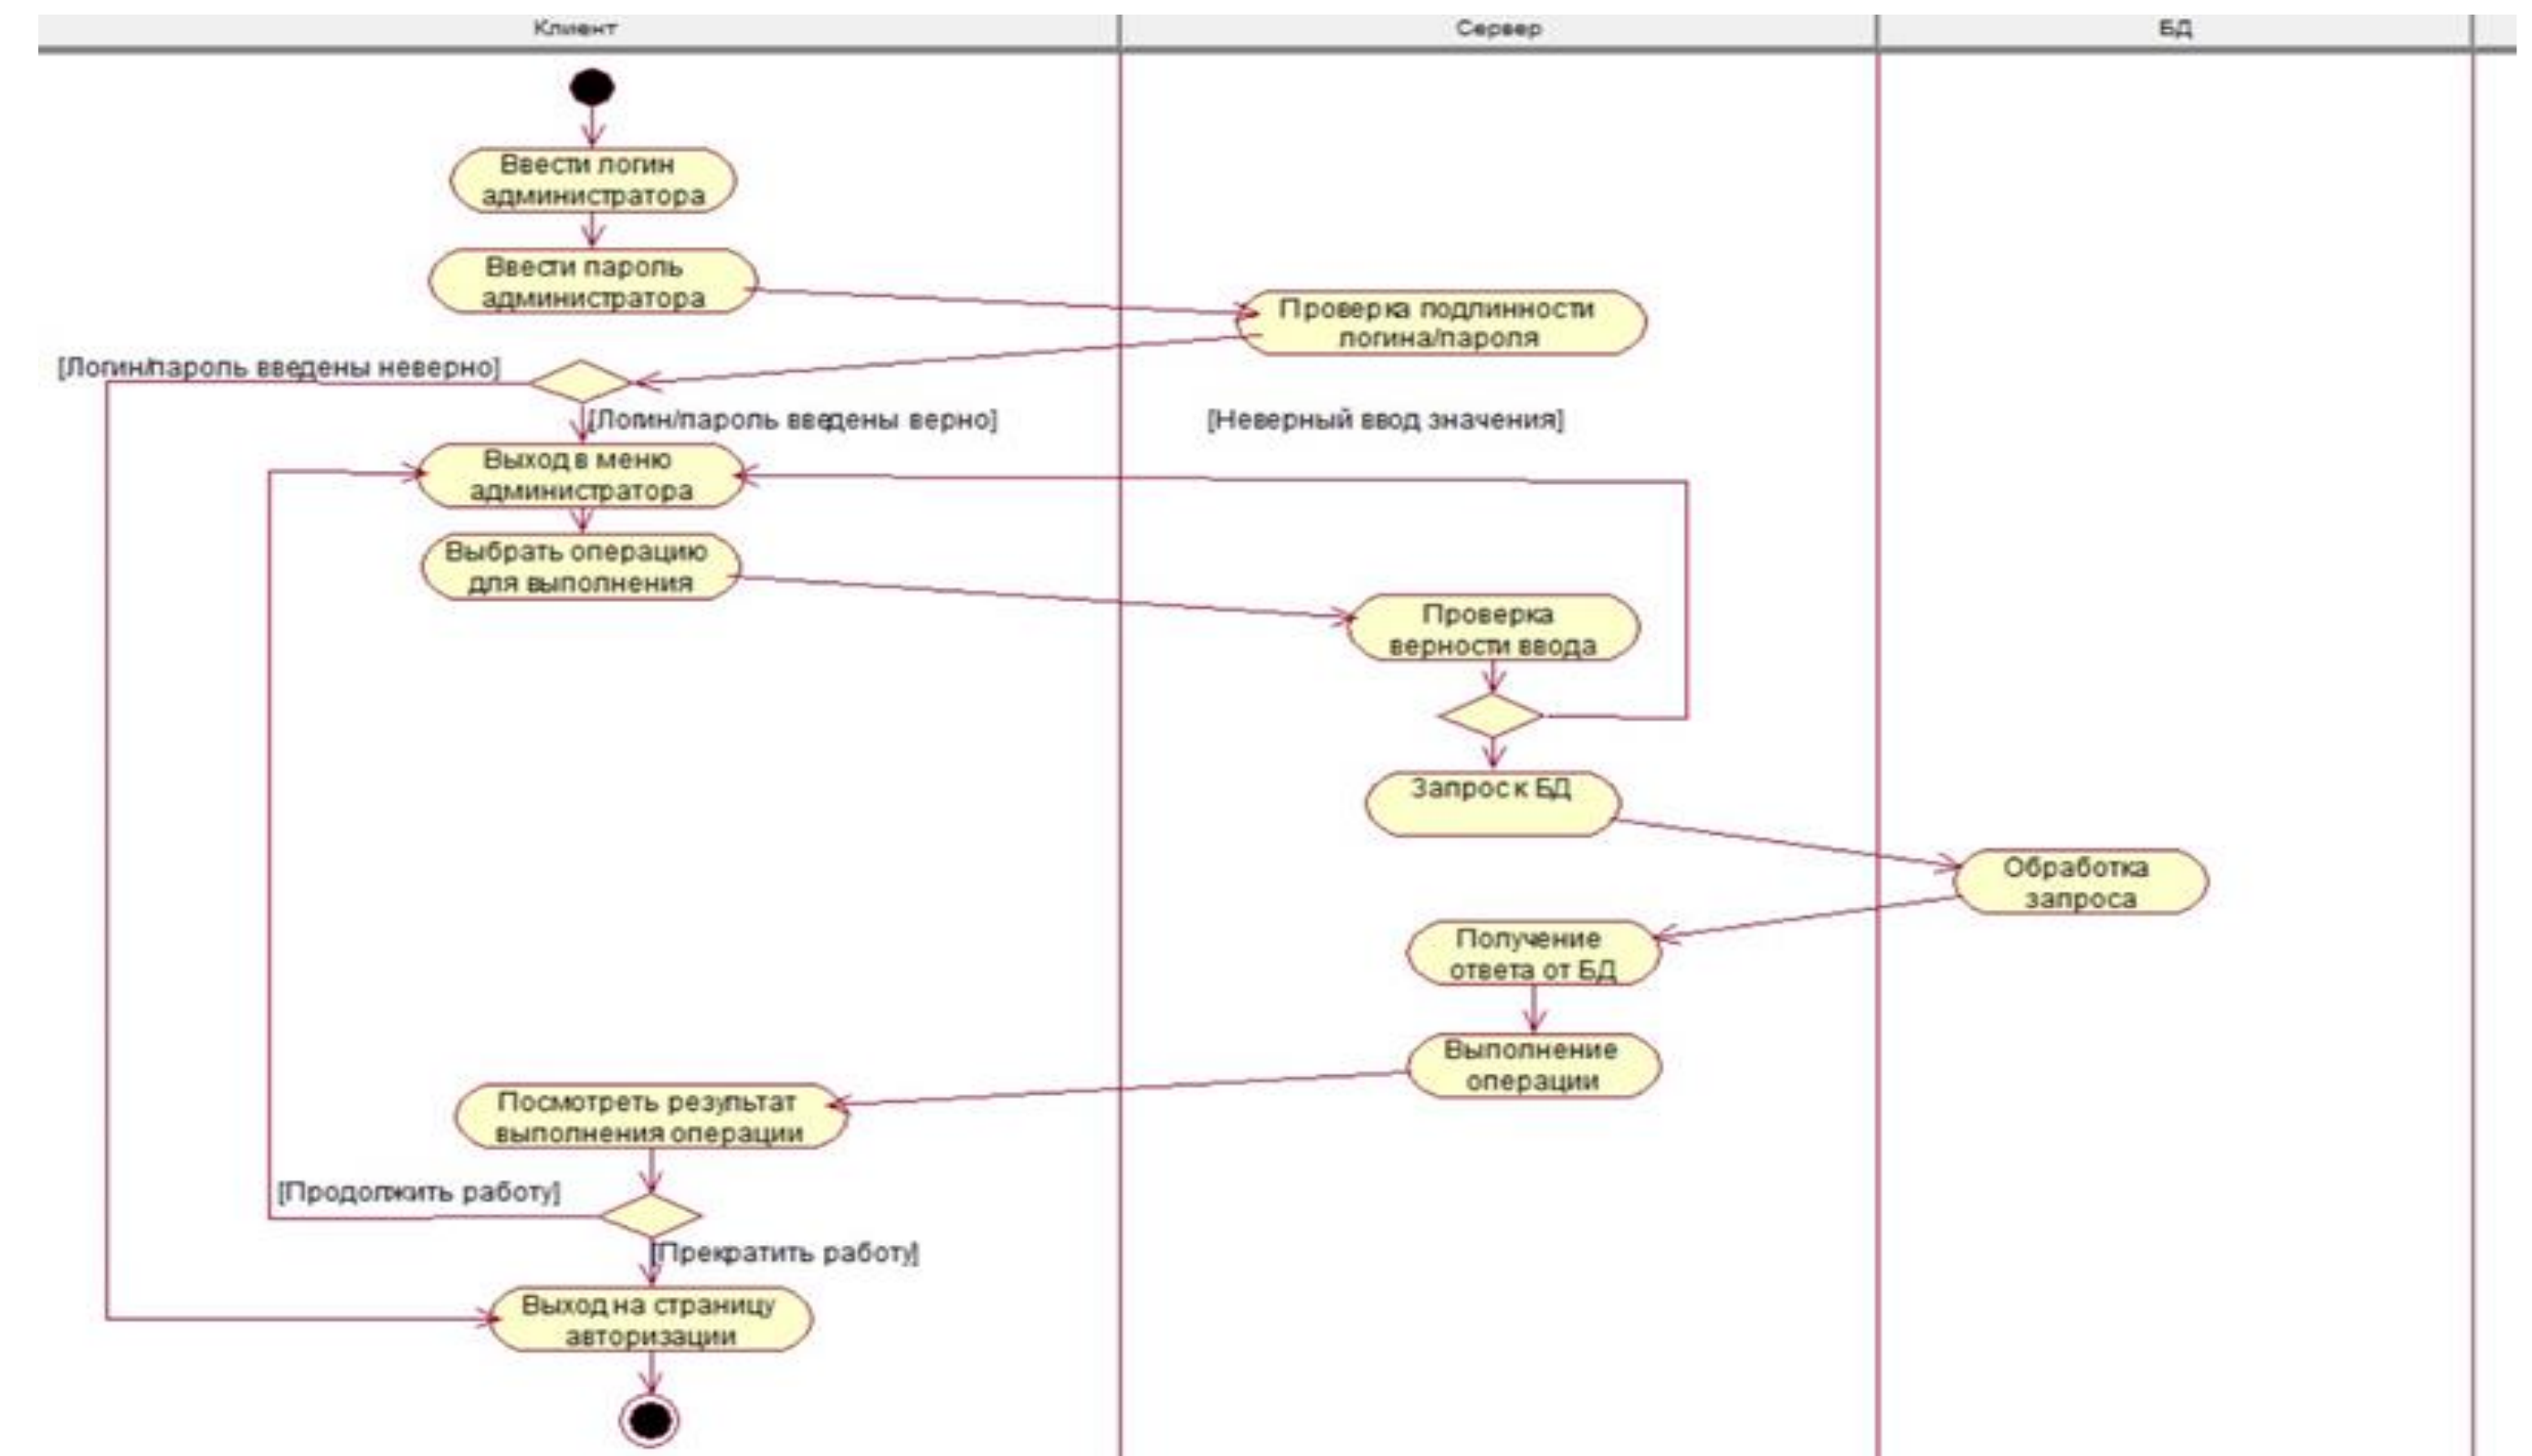 Клиент
Сервер
БД
Ввести логин
администратора
Ввести пароль
администратора
Проверка подлинности
логина/пароля
[Логин/пароль введены неверно]
[Логин/пароль введены верно]
[Неверный ввод значения]
Выход в меню
администратора
Выбрать операцию
для выполнения
Проверка
верности ввода
Запрос к БД
Обработка
запроса
Получение
ответа от БД
Выполнение
операции
Посмотреть результат
выполнения операции
[Продолжить работу]
[Прекратить работу]
Выход на страницу
авторизации